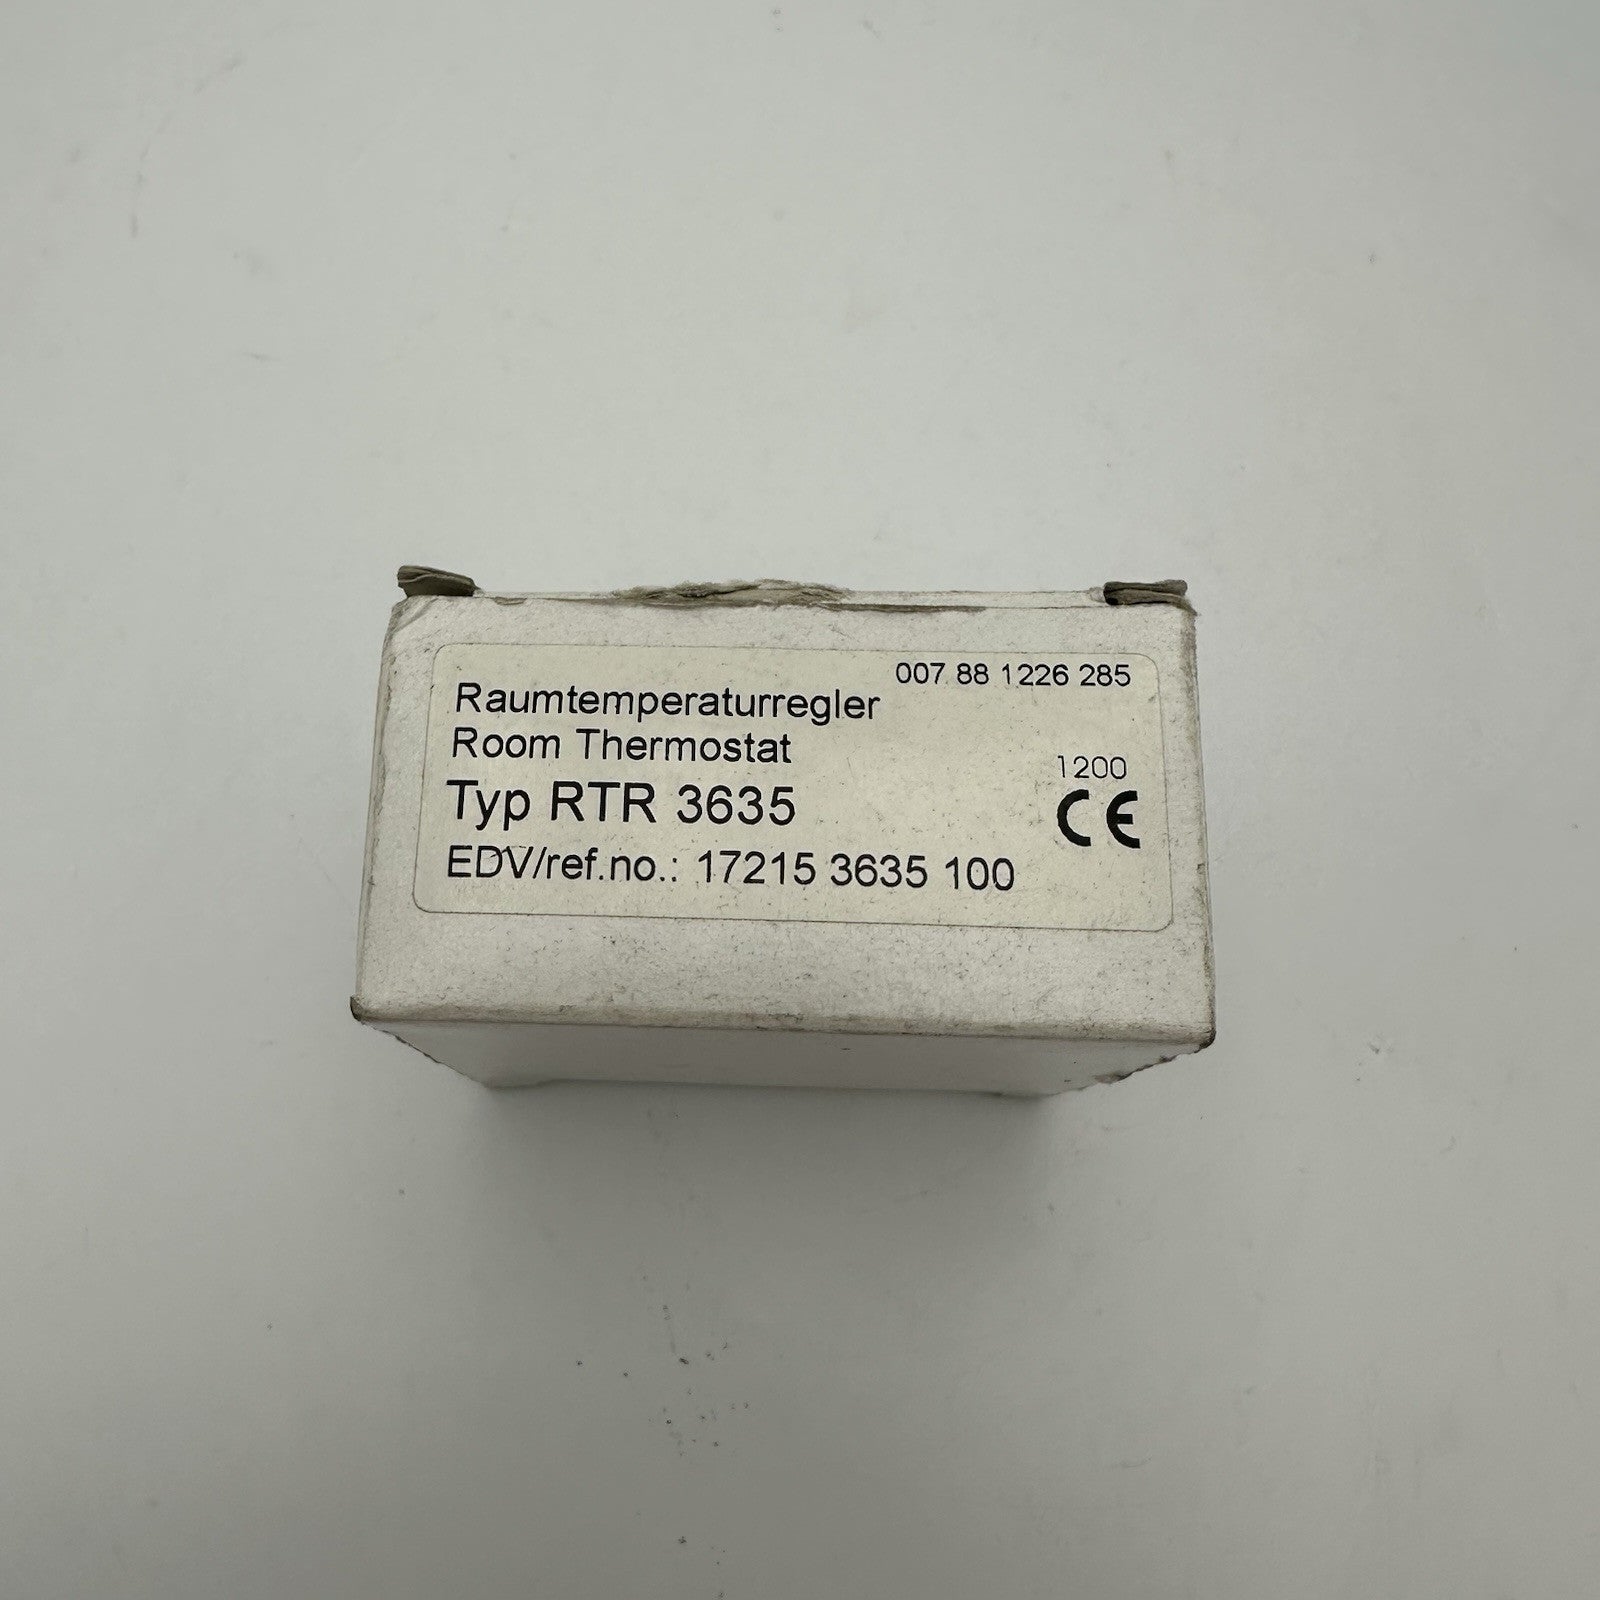 007 88 1226 285
Raumtemperaturregler
Room Thermostat
1200
Typ RTR 3635
CE
EDV/ref.no.: 17215 3635 100